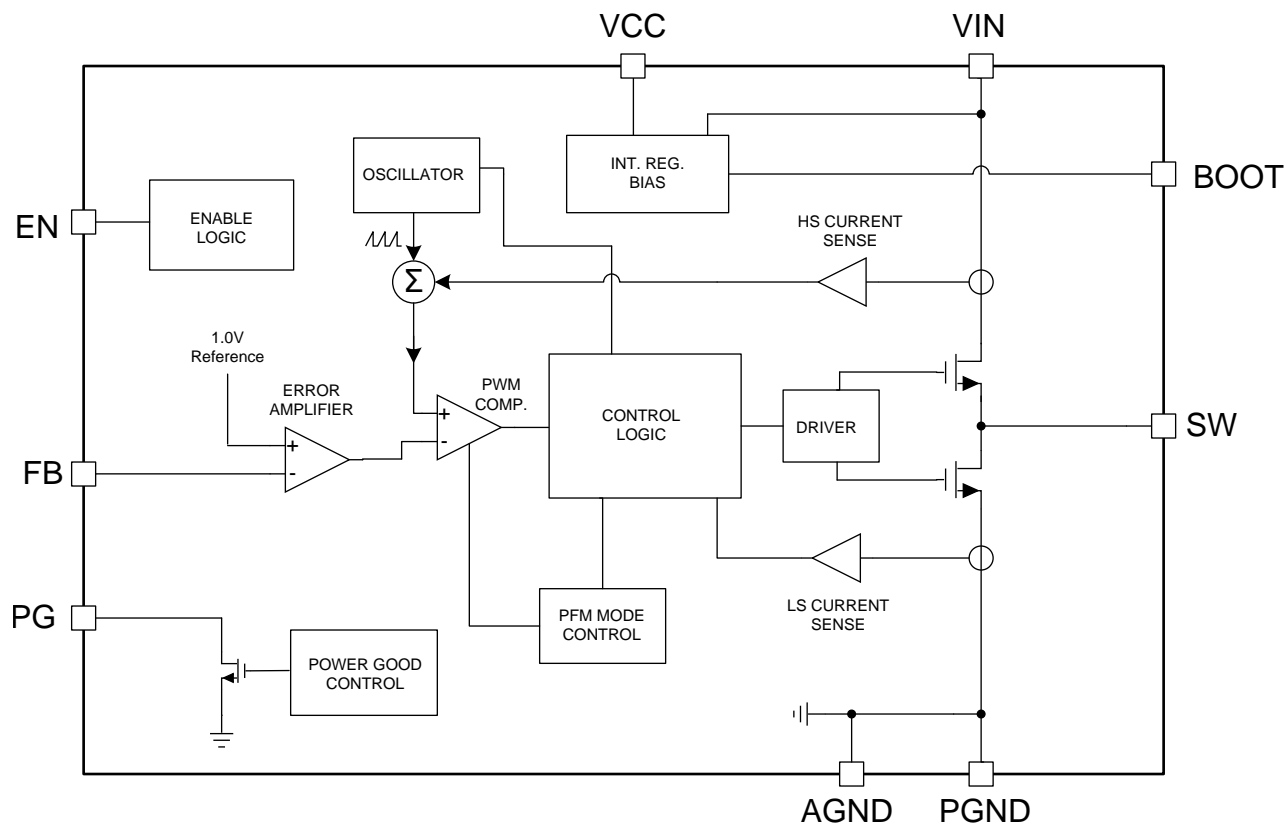 VCC
VIN
OSCILLATOR
INT. REG.
BIAS
BOOT
EN
ENABLE
LOGIC
HS CURRENT
SENSE
Σ
1.0V
Reference
ERROR
AMPLIFIER
PWM
COMP.
+
-
+
-
CONTROL
LOGIC
DRIVER
SW
FB
PG
POWER GOOD
CONTROL
PFM MODE
CONTROL
LS CURRENT
SENSE
AGND
PGND